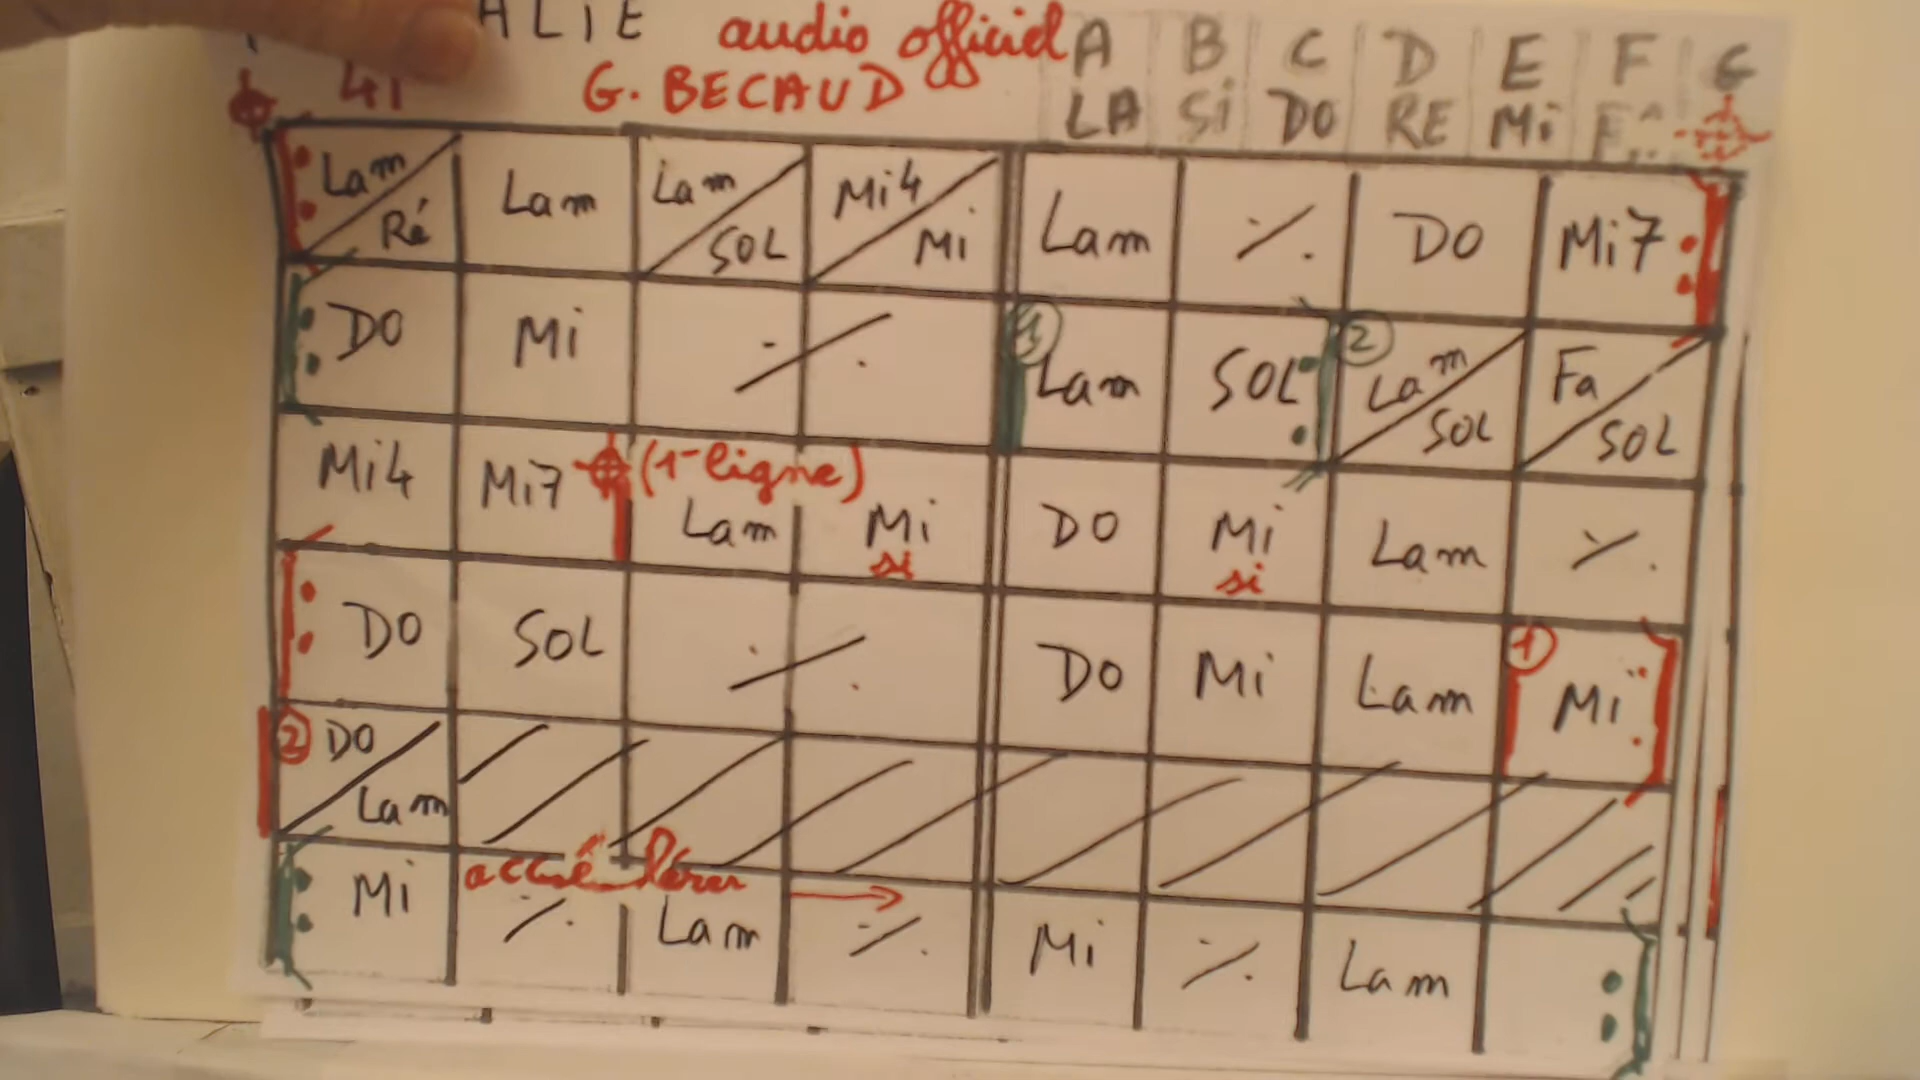 ALIE audio officiel
41 G. BECAUD
A B C D E F G
LA Si DO RE Mi
Lam / Ré Lam Lam / SOL Mi4 / Mi Lam ٪ DO Mi7
DO Mi ٪ 1 Lam SOL 2 Lam / SOL Fa / SOL
Mi4 Mi7 (1e ligne) Lam Mi si DO Mi si Lam ٪
DO SOL ٪ DO Mi Lam 1 Mi
2 DO / Lam
accélérer →
Mi ٪ Lam ٪ Mi ٪ Lam